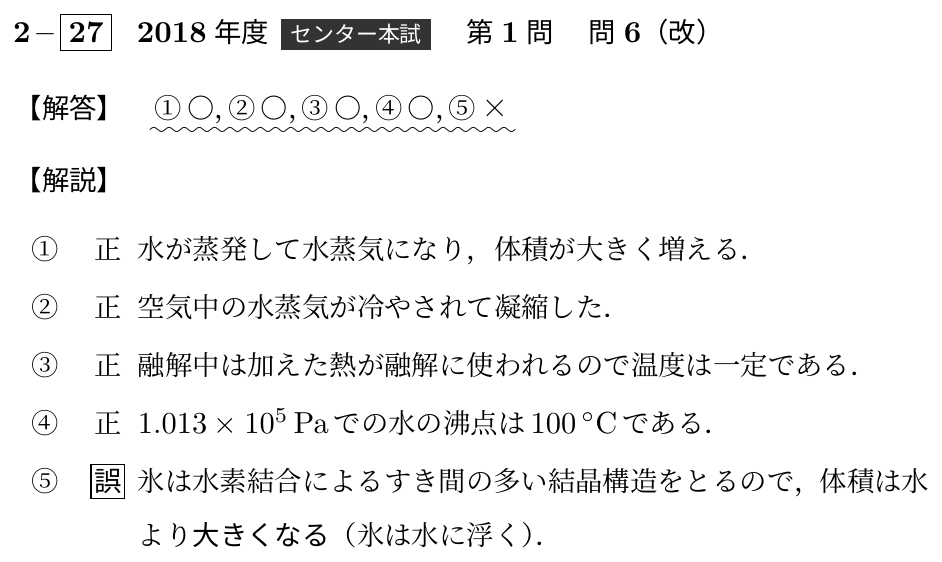 2－27 2018 年度 センター本試 第 1 問 問 6（改）
【解答】 ①○, ②○, ③○, ④○, ⑤×
【解説】
① 正 水が蒸発して水蒸気になり，体積が大きく増える．
② 正 空気中の水蒸気が冷やされて凝縮した．
③ 正 融解中は加えた熱が融解に使われるので温度は一定である．
④ 正 1.013 × 10⁵ Pa での水の沸点は 100 °C である．
⑤ 誤 氷は水素結合によるすき間の多い結晶構造をとるので，体積は水
より大きくなる（氷は水に浮く）．